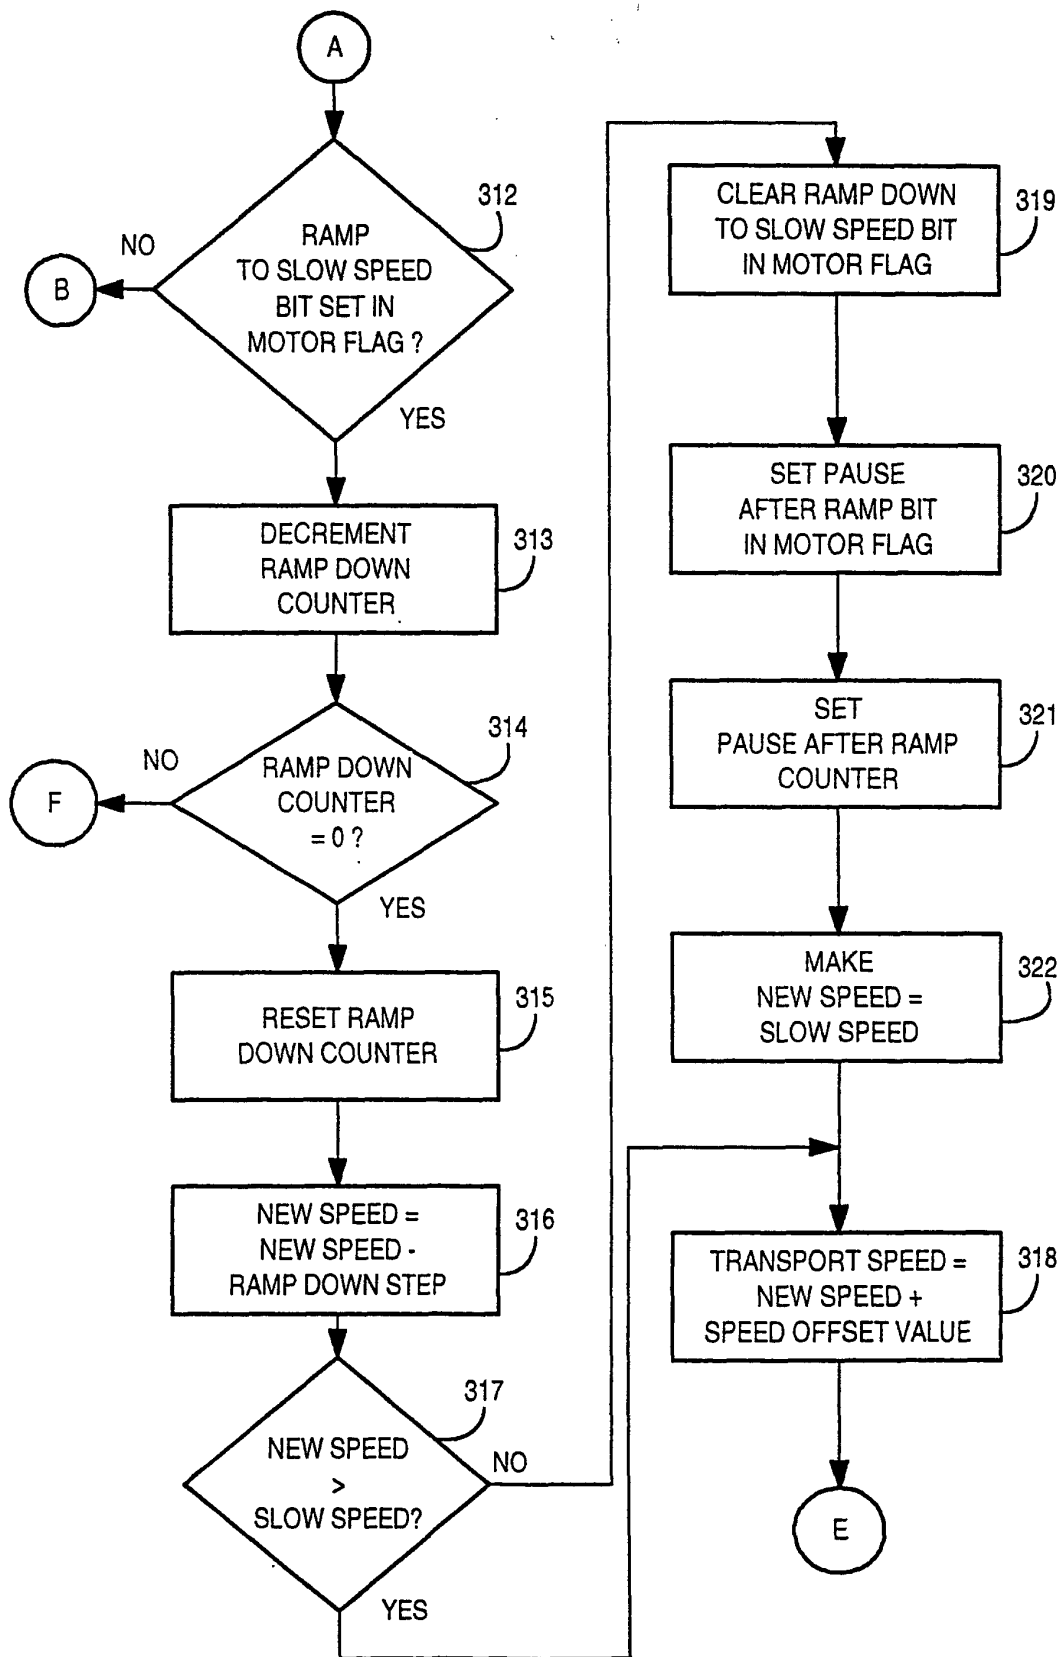 A
312
RAMP
TO SLOW SPEED
BIT SET IN
MOTOR FLAG ?
NO
B
YES
DECREMENT
RAMP DOWN
COUNTER
313
314
RAMP DOWN
COUNTER
= 0 ?
NO
F
YES
RESET RAMP
DOWN COUNTER
315
NEW SPEED =
NEW SPEED -
RAMP DOWN STEP
316
317
NEW SPEED
>
SLOW SPEED?
NO
YES
CLEAR RAMP DOWN
TO SLOW SPEED BIT
IN MOTOR FLAG
319
SET PAUSE
AFTER RAMP BIT
IN MOTOR FLAG
320
SET
PAUSE AFTER RAMP
COUNTER
321
MAKE
NEW SPEED =
SLOW SPEED
322
TRANSPORT SPEED =
NEW SPEED +
SPEED OFFSET VALUE
318
E